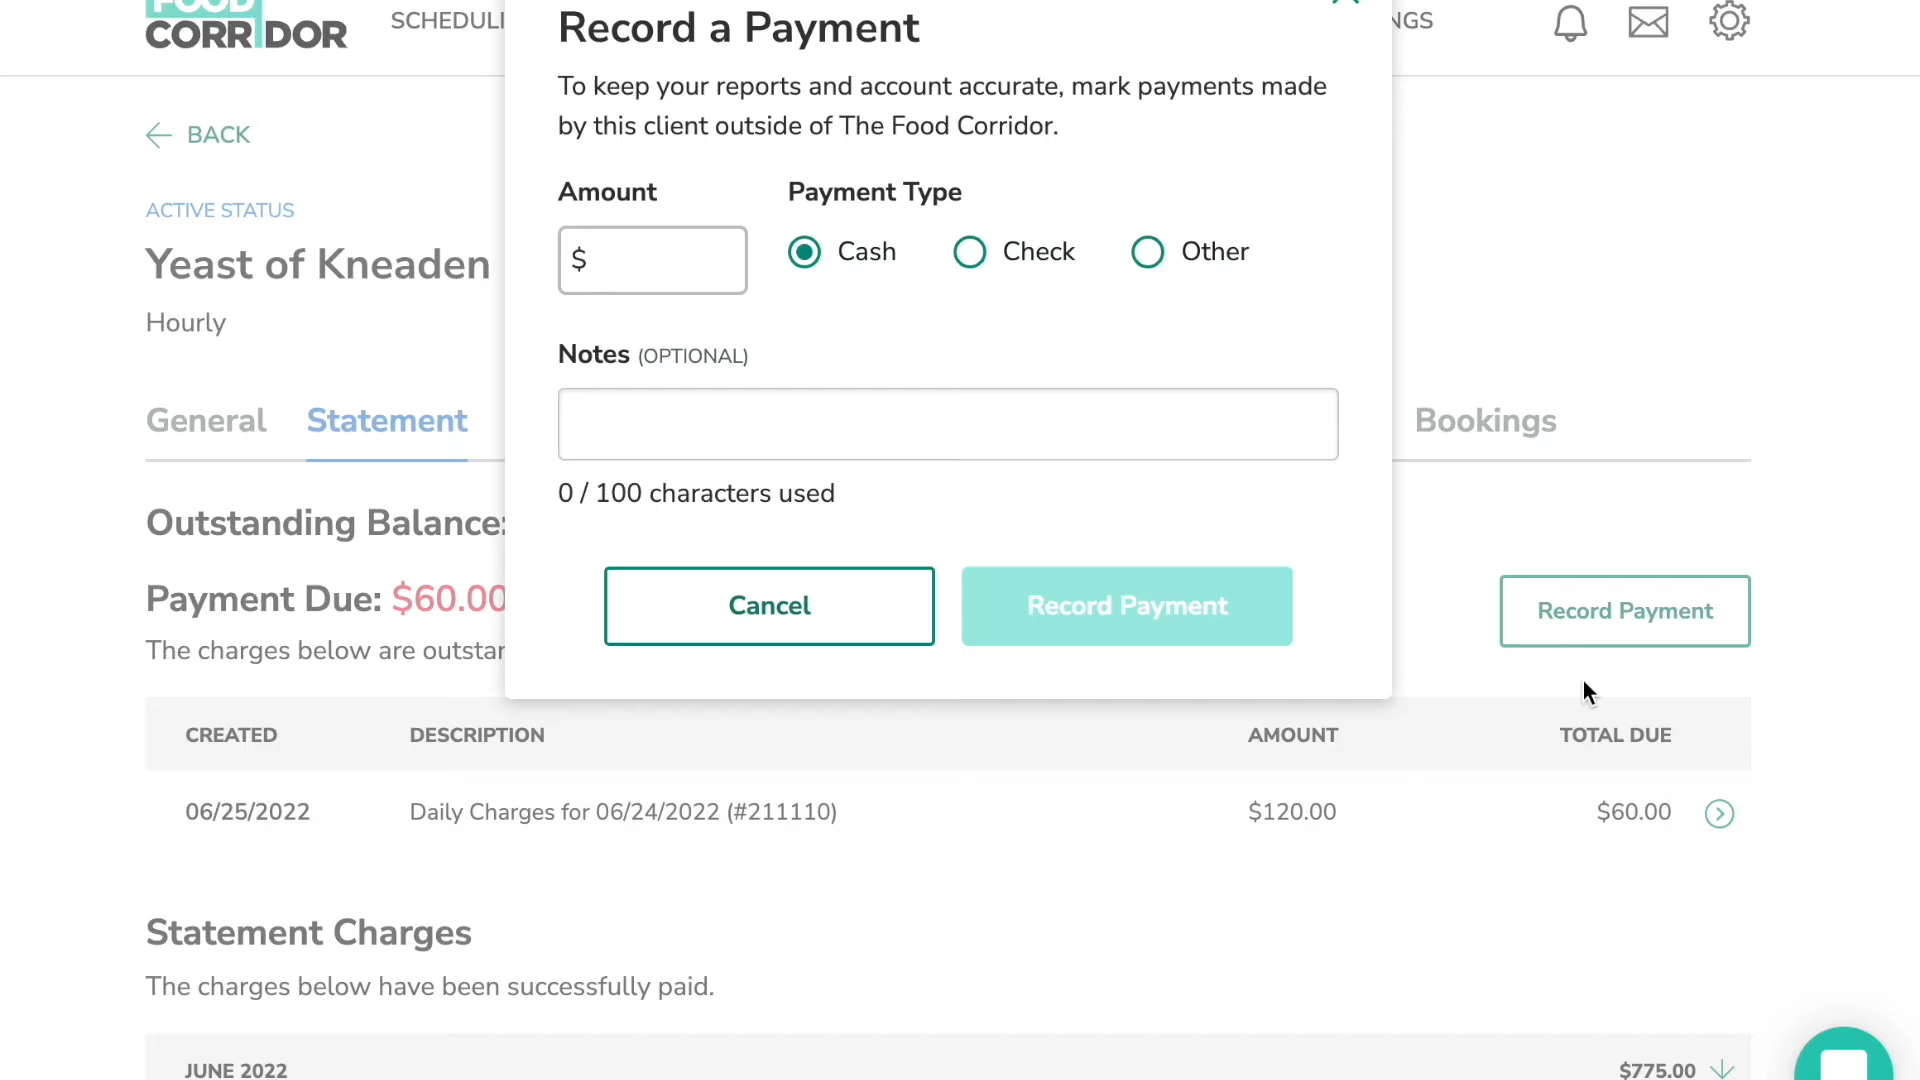 FOOD
CORRIDOR
SCHEDULI
NGS
Record a Payment
To keep your reports and account accurate, mark payments made
by this client outside of The Food Corridor.
Amount
Payment Type
$
Cash
Check
Other
Notes (OPTIONAL)
0 / 100 characters used
Cancel
Record Payment
BACK
ACTIVE STATUS
Yeast of Kneaden
Hourly
General
Statement
Bookings
Outstanding Balance:
Payment Due: $60.00
The charges below are outstan
Record Payment
CREATED
DESCRIPTION
AMOUNT
TOTAL DUE
06/25/2022
Daily Charges for 06/24/2022 (#211110)
$120.00
$60.00
Statement Charges
The charges below have been successfully paid.
JUNE 2022
$775.00